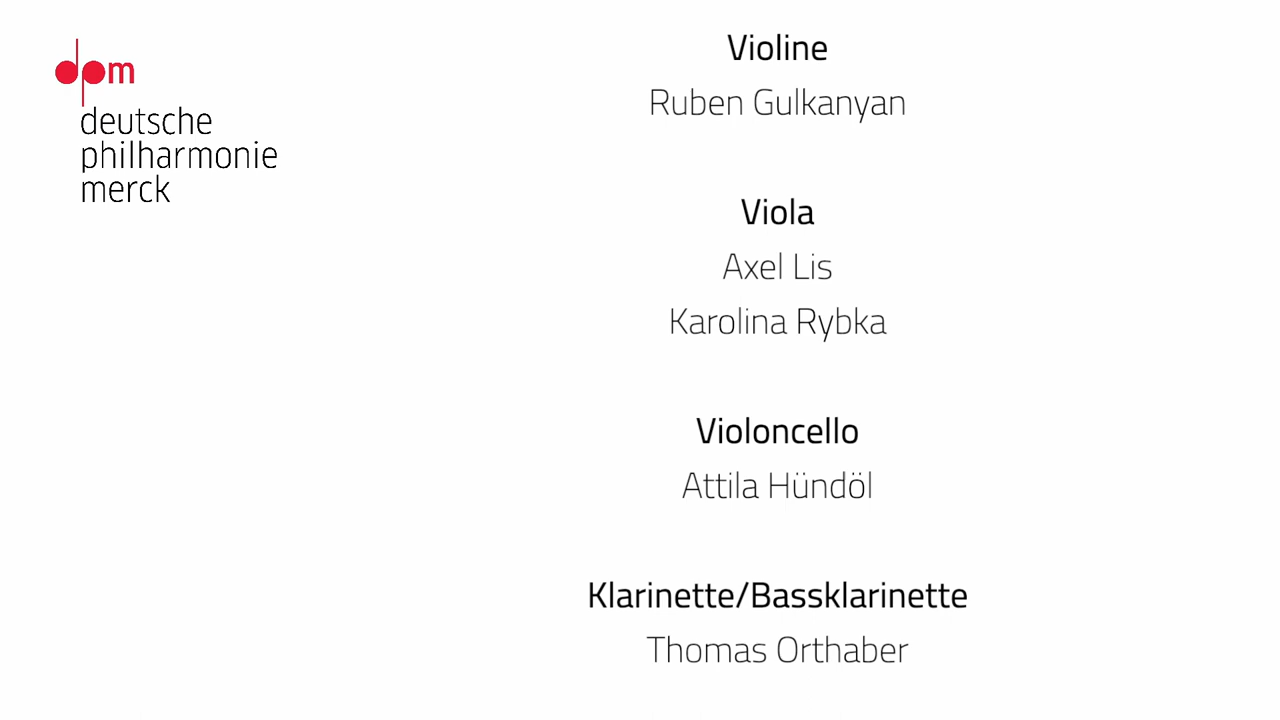 dpm
deutsche
philharmonie
merck
Violine
Ruben Gulkanyan
Viola
Axel Lis
Karolina Rybka
Violoncello
Attila Hündöl
Klarinette/Bassklarinette
Thomas Orthaber